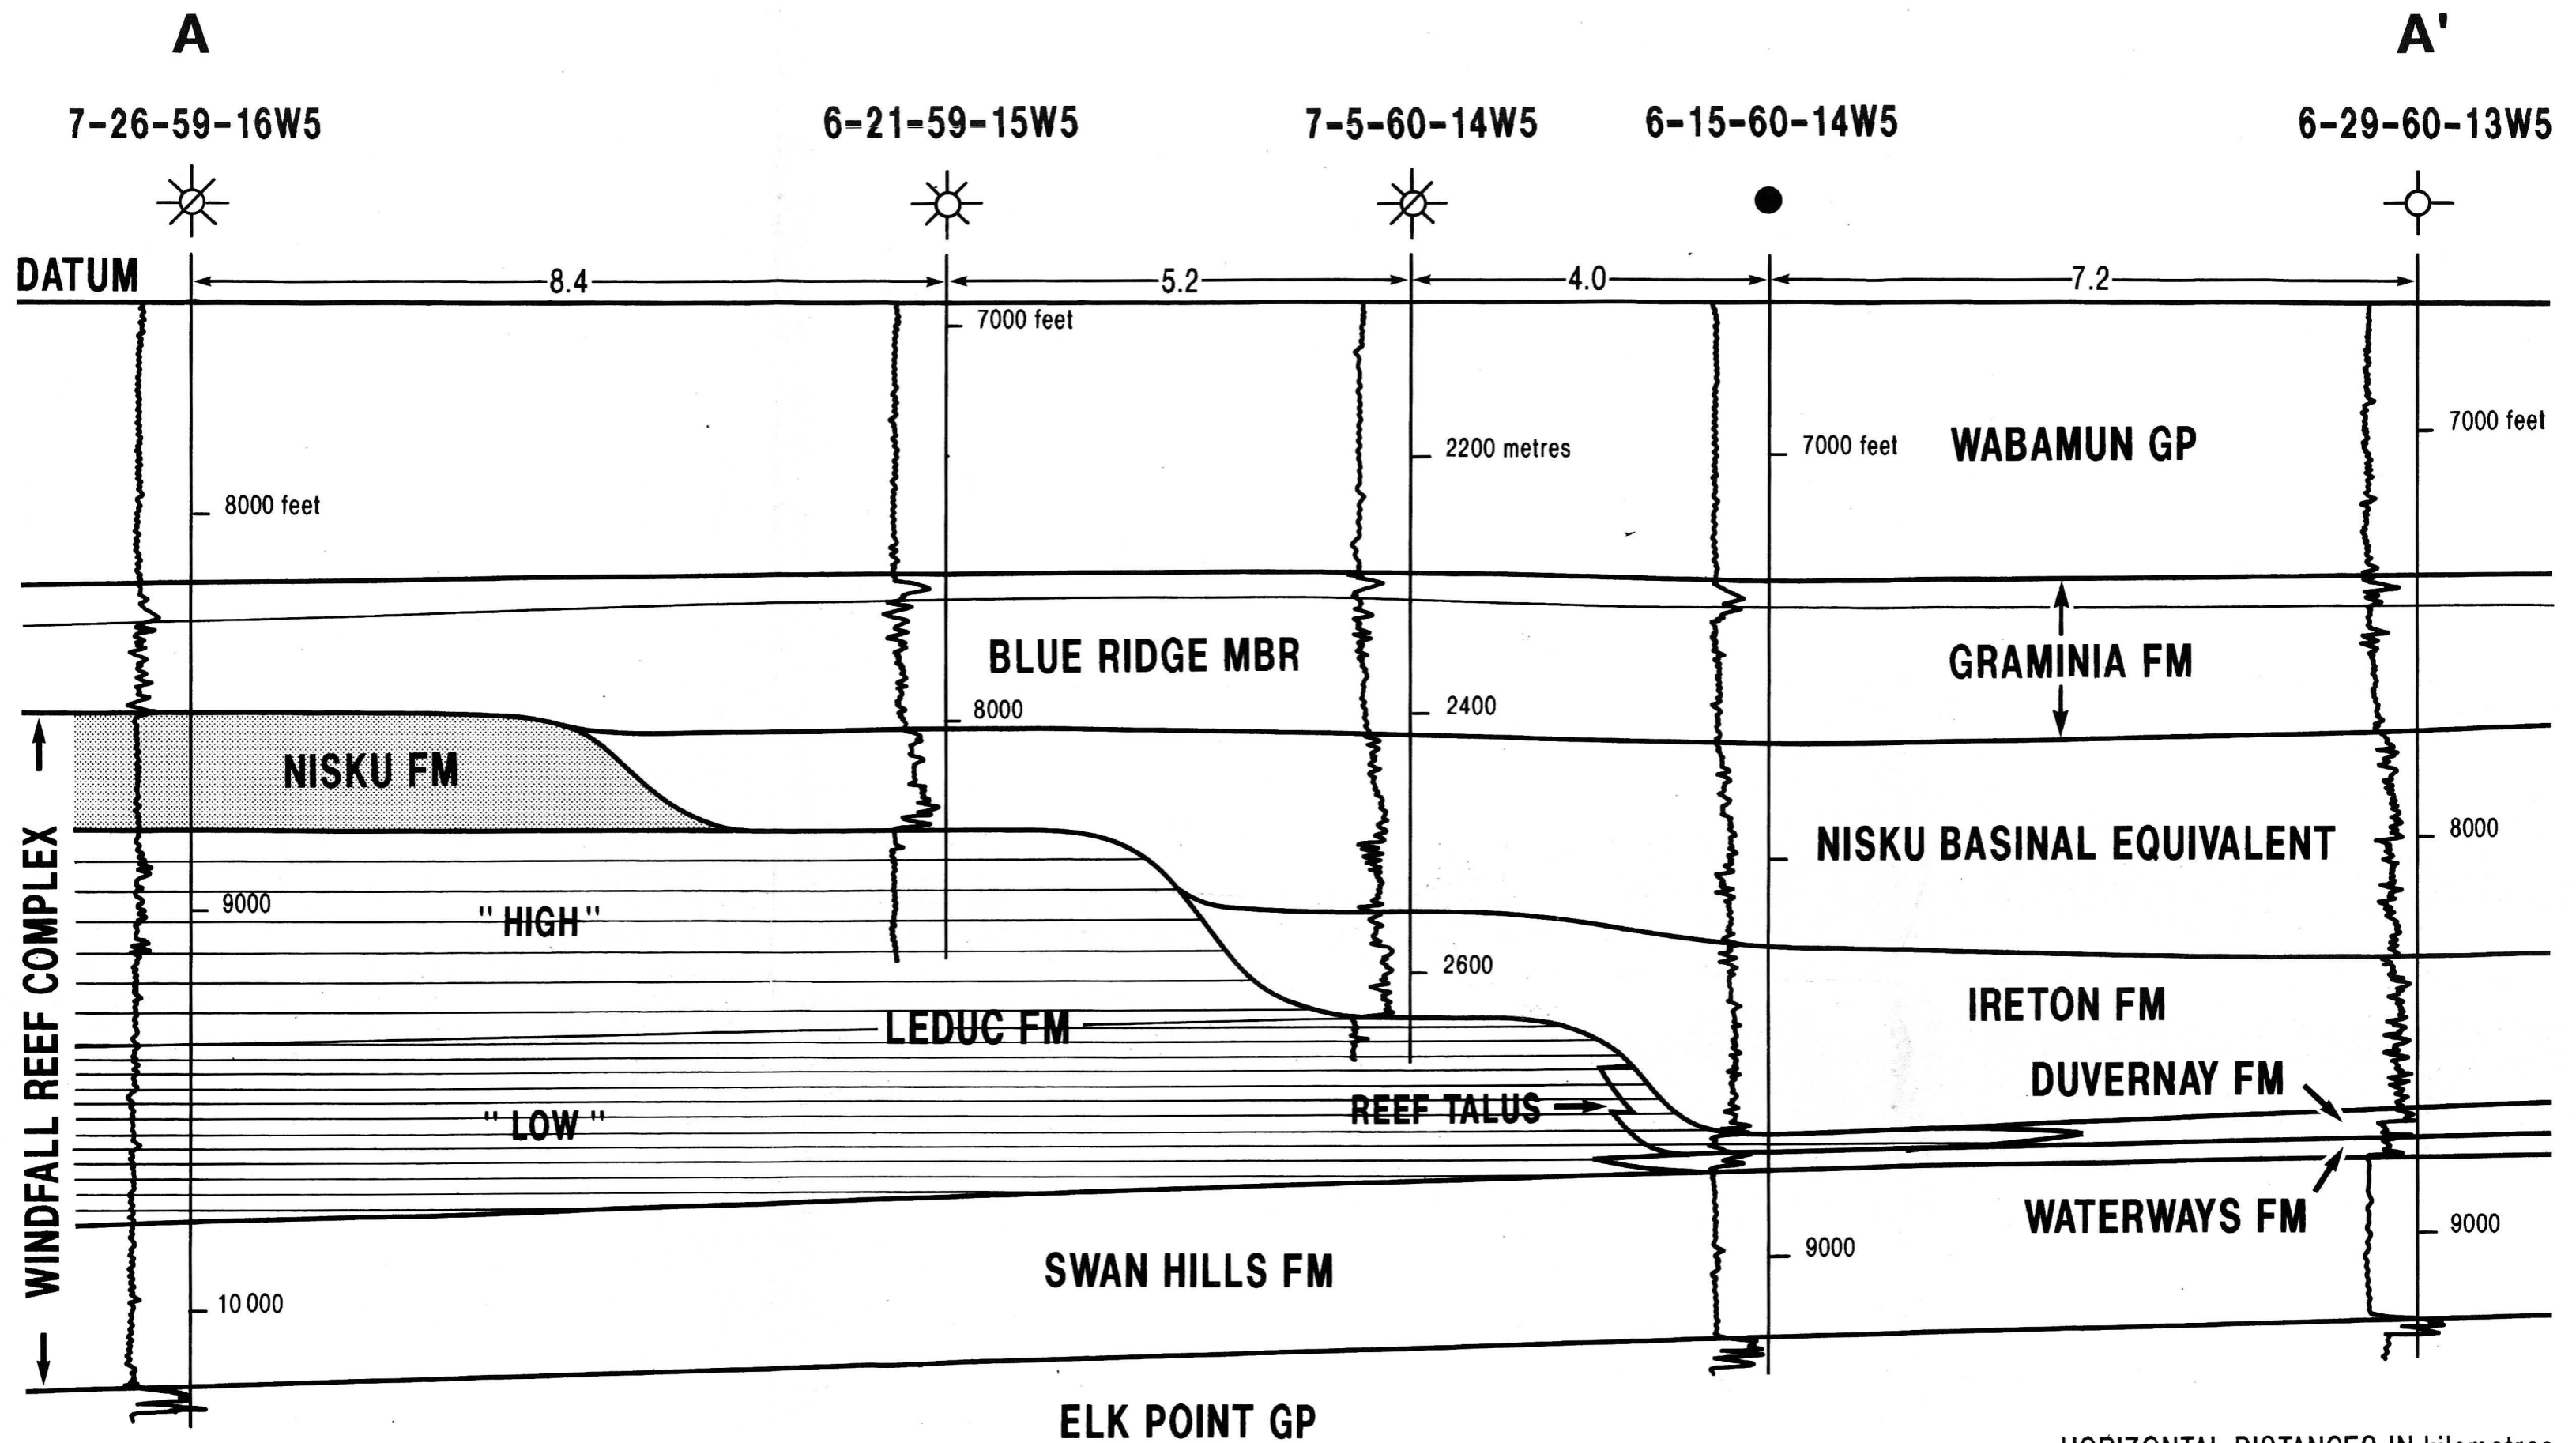 A A'
7-26-59-16W5 6-21-59-15W5 7-5-60-14W5 6-15-60-14W5 6-29-60-13W5
DATUM 8.4 5.2 4.0 7.2
7000 feet
7000 feet
WABAMUN GP
2200 metres
7000 feet
8000 feet
BLUE RIDGE MBR
GRAMINIA FM
8000
2400
NISKU FM
NISKU BASINAL EQUIVALENT
8000
WINDFALL REEF COMPLEX
9000
"HIGH"
2600
IRETON FM
LEDUC FM
DUVERNAY FM
REEF TALUS
"LOW"
WATERWAYS FM
9000
9000
SWAN HILLS FM
10 000
ELK POINT GP
HORIZONTAL DISTANCES IN kilometres